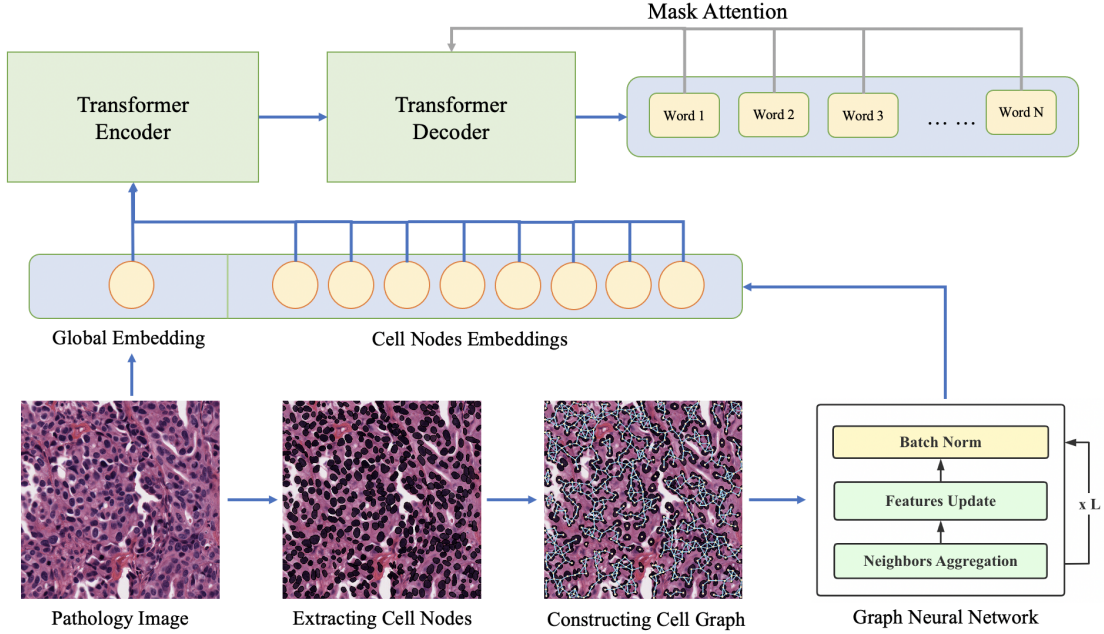 Mask Attention
Transformer
Encoder
Transformer
Decoder
Word 1
Word 2
Word 3
... ...
Word N
Global Embedding
Cell Nodes Embeddings
Batch Norm
Features Update
Neighbors Aggregation
x L
Pathology Image
Extracting Cell Nodes
Constructing Cell Graph
Graph Neural Network